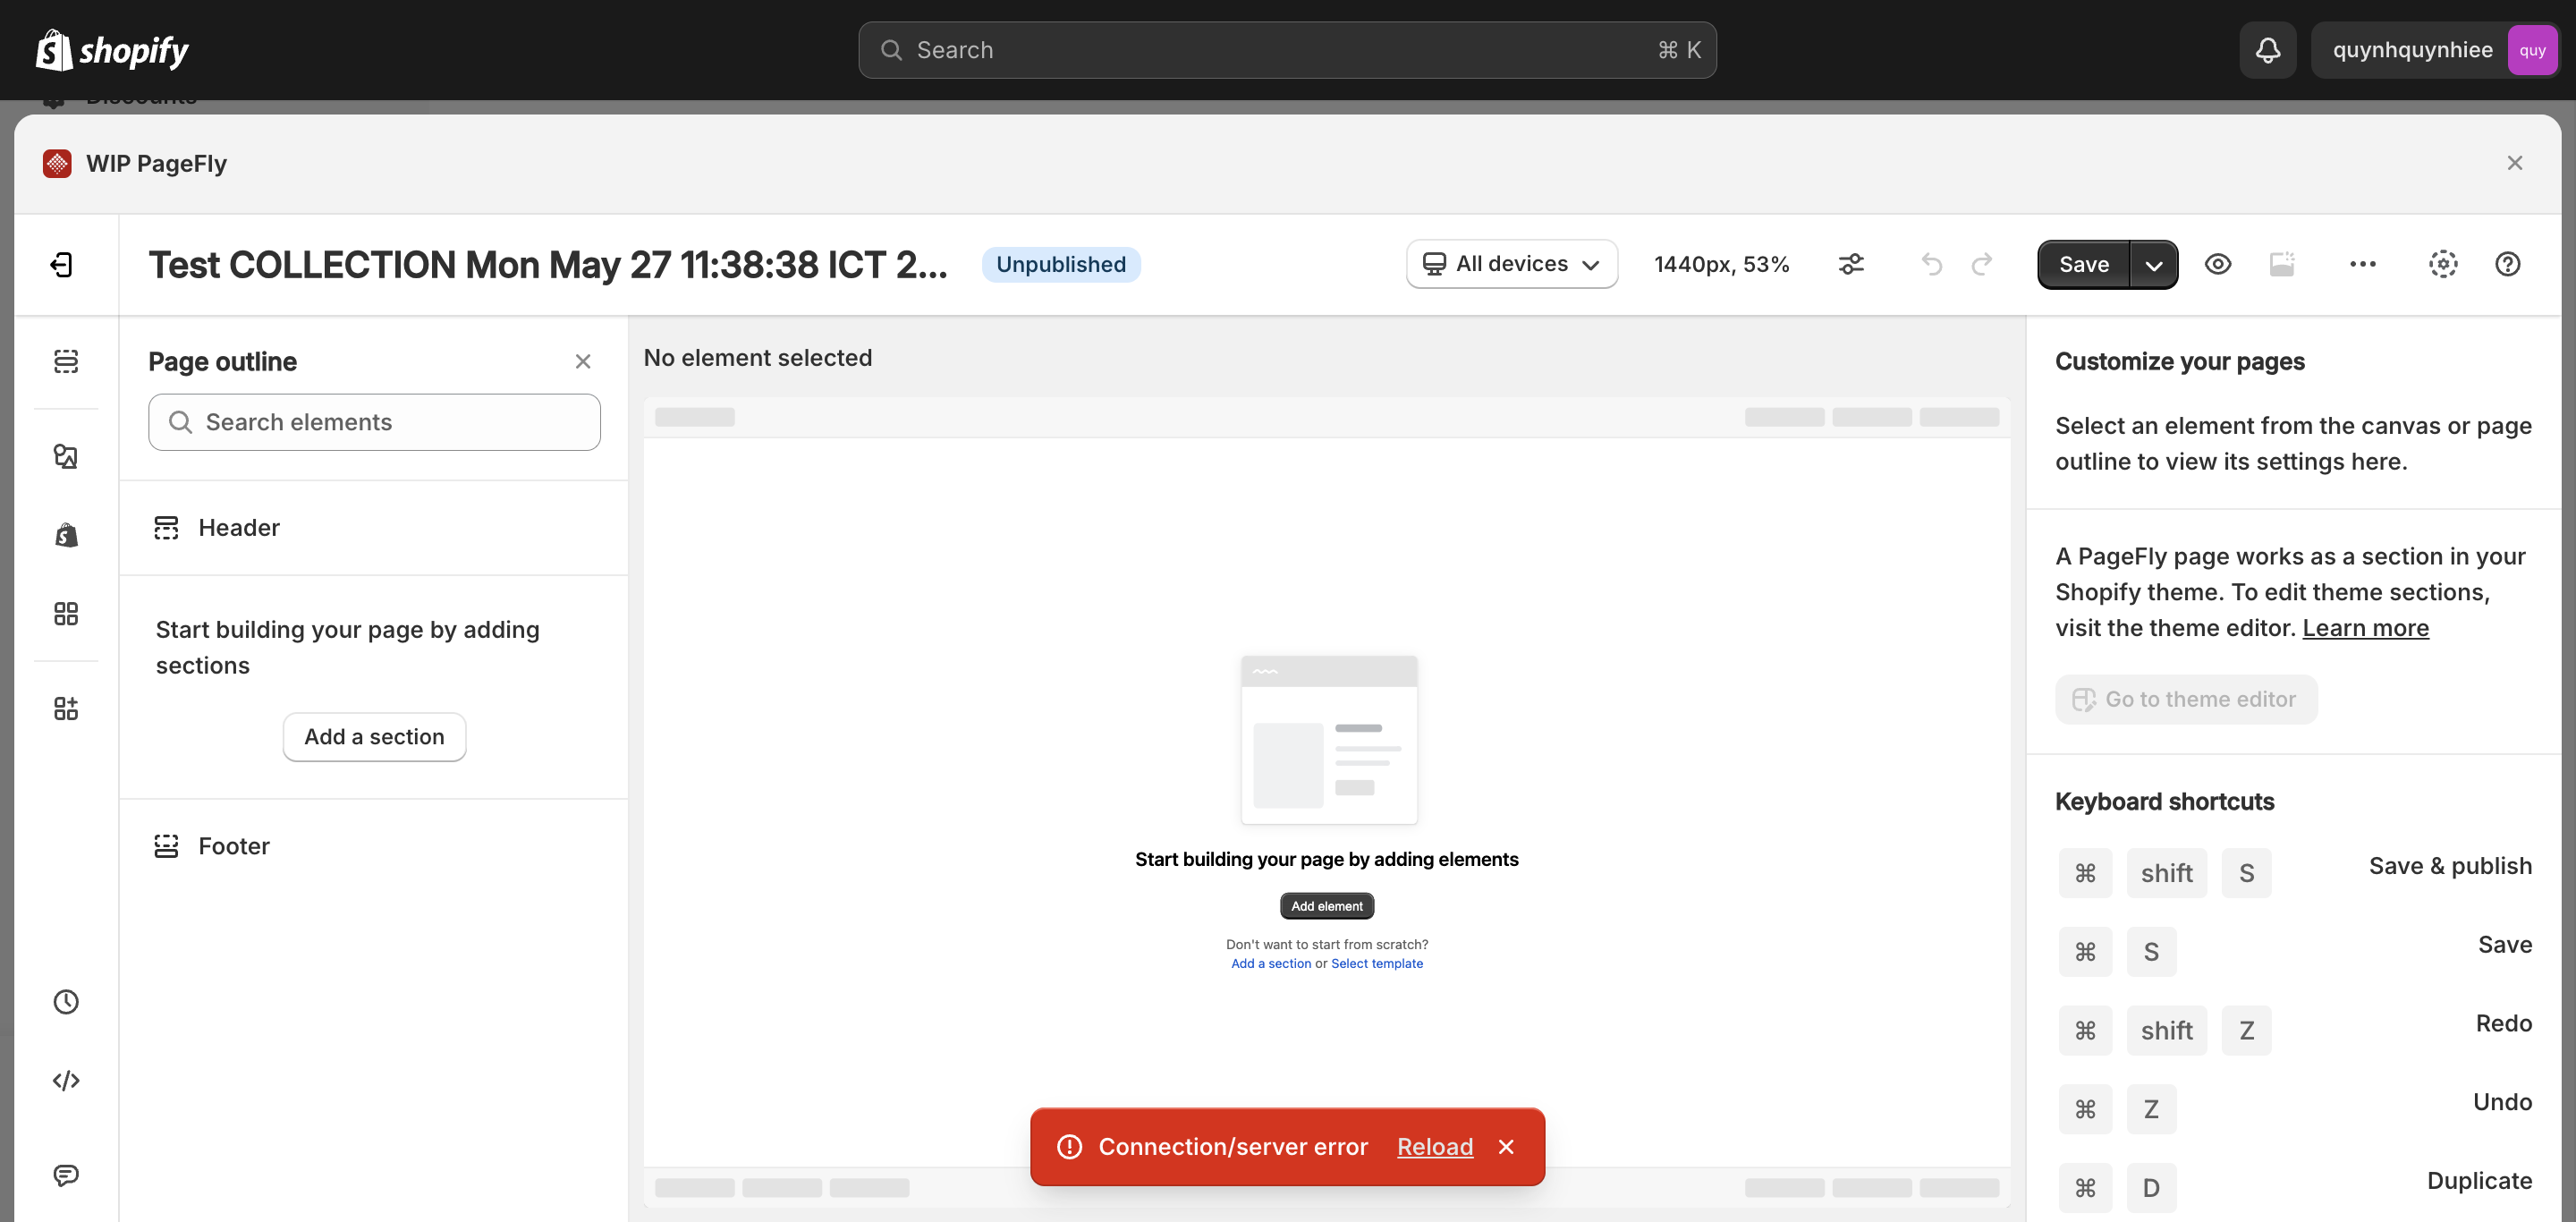 shopify
Search
⌘ K
quynhquynhiee
quy
Discounts
WIP PageFly
Test COLLECTION Mon May 27 11:38:38 ICT 2...
Unpublished
All devices
1440px, 53%
Save
Page outline
Search elements
Header
Start building your page by adding
sections
Add a section
Footer
No element selected
Start building your page by adding elements
Add element
Don't want to start from scratch?
Add a section or Select template
Connection/server error Reload
Customize your pages
Select an element from the canvas or page
outline to view its settings here.
A PageFly page works as a section in your
Shopify theme. To edit theme sections,
visit the theme editor. Learn more
Go to theme editor
Keyboard shortcuts
⌘ shift S Save & publish
⌘ S Save
⌘ shift Z Redo
⌘ Z Undo
⌘ D Duplicate